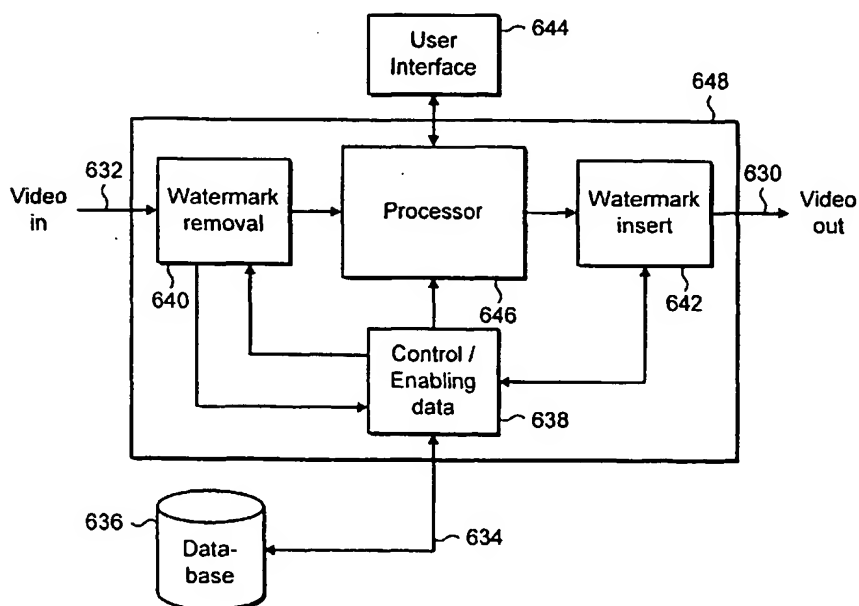 User
Interface
644
648
Video
in
632
Watermark
removal
640
Processor
646
Watermark
insert
642
630
Video
out
Control /
Enabling
data
638
636
Data-
base
634